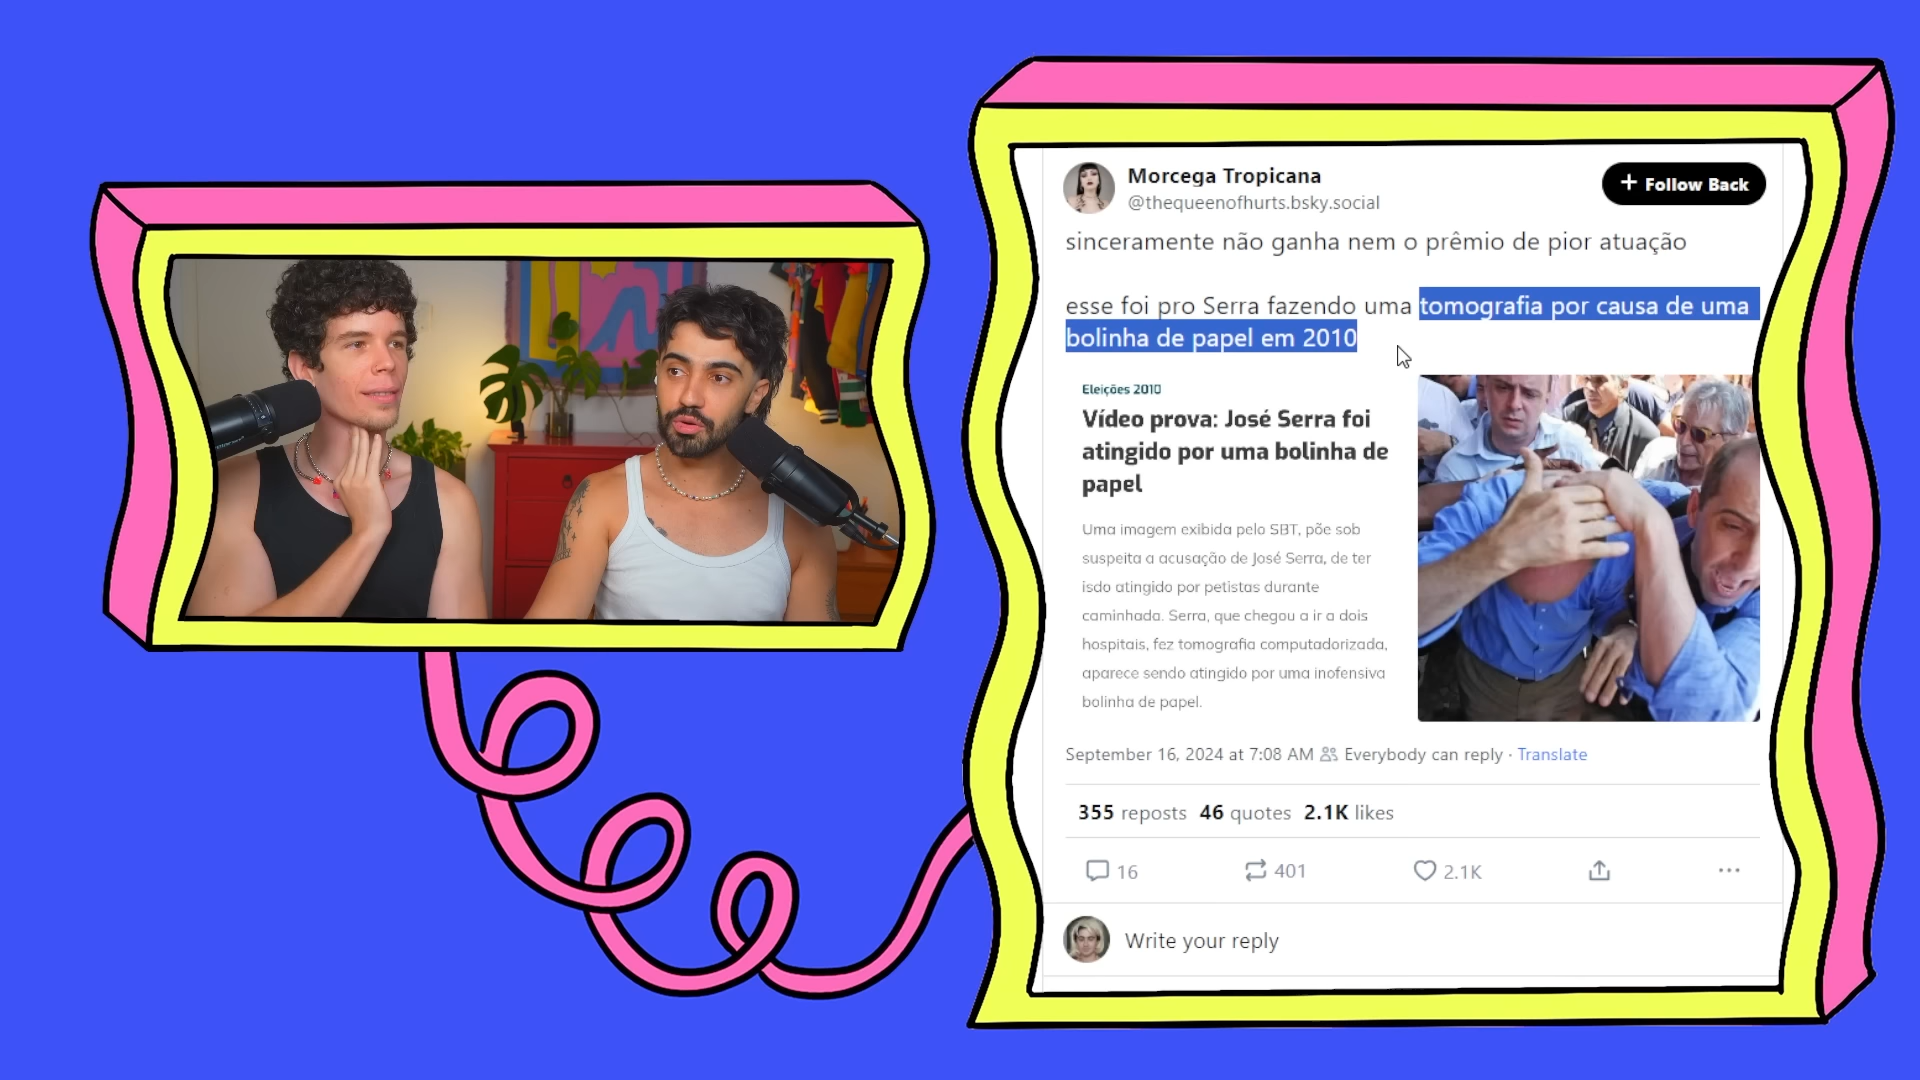 Morcega Tropicana
@thequeenofhurts.bsky.social
+ Follow Back
sinceramente não ganha nem o prêmio de pior atuação
esse foi pro Serra fazendo uma tomografia por causa de uma
bolinha de papel em 2010
Eleições 2010
Vídeo prova: José Serra foi
atingido por uma bolinha de
papel
Uma imagem exibida pelo SBT, põe sob
suspeita a acusação de José Serra, de ter
isdo atingido por petistas durante
caminhada. Serra, que chegou a ir a dois
hospitais, fez tomografia computadorizada,
aparece sendo atingido por uma inofensiva
bolinha de papel.
September 16, 2024 at 7:08 AM Everybody can reply · Translate
355 reposts 46 quotes 2.1K likes
16 401 2.1K
Write your reply